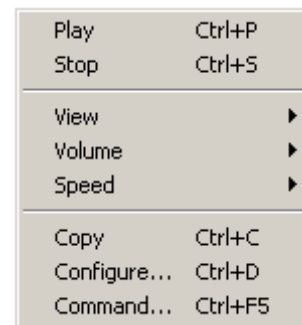 Play Ctrl+P
Stop Ctrl+S
View
Volume
Speed
Copy Ctrl+C
Configure... Ctrl+D
Command... Ctrl+F5